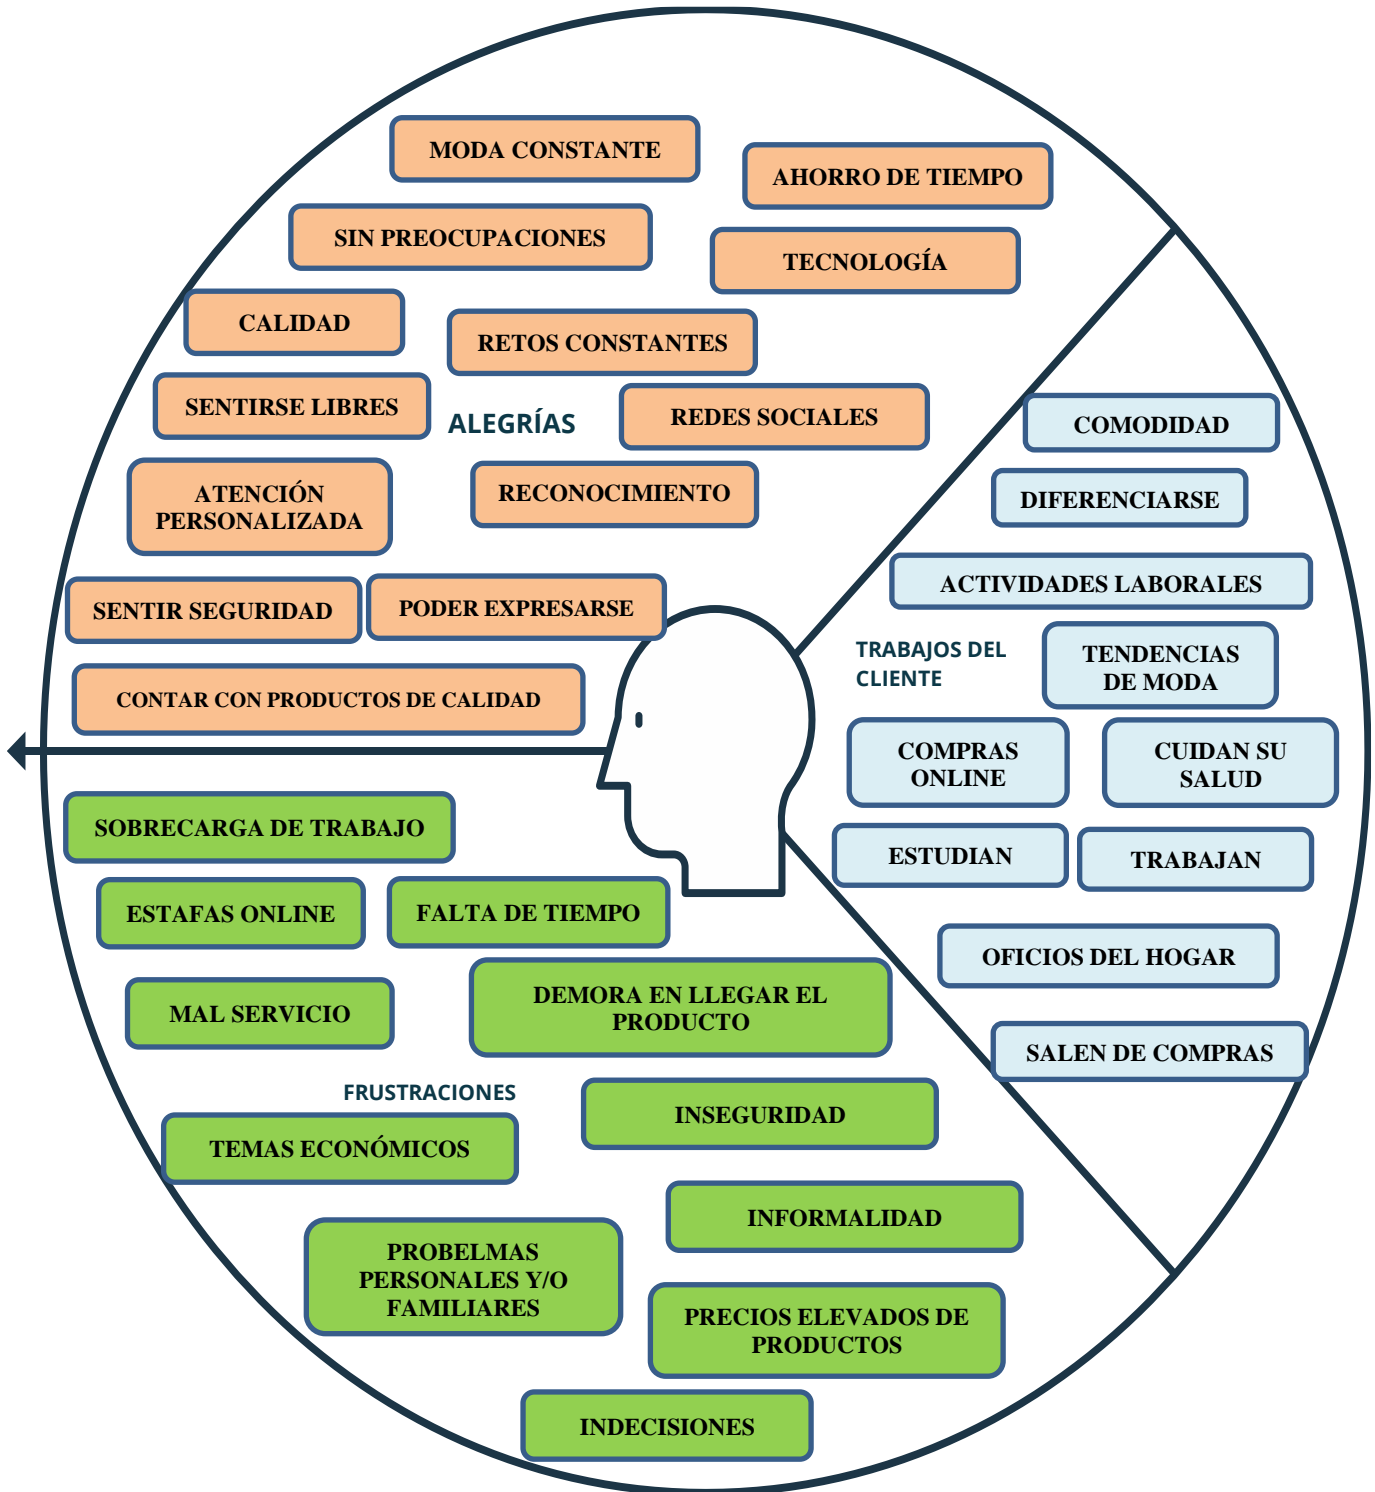 MODA CONSTANTE
AHORRO DE TIEMPO
SIN PREOCUPACIONES
TECNOLOGÍA
CALIDAD
RETOS CONSTANTES
SENTIRSE LIBRES
ALEGRÍAS
REDES SOCIALES
ATENCIÓN
PERSONALIZADA
RECONOCIMIENTO
SENTIR SEGURIDAD
PODER EXPRESARSE
CONTAR CON PRODUCTOS DE CALIDAD
COMODIDAD
DIFERENCIARSE
ACTIVIDADES LABORALES
TRABAJOS DEL
CLIENTE
TENDENCIAS
DE MODA
COMPRAS
ONLINE
CUIDAN SU
SALUD
ESTUDIAN
TRABAJAN
OFICIOS DEL HOGAR
SALEN DE COMPRAS
SOBRECARGA DE TRABAJO
ESTAFAS ONLINE
FALTA DE TIEMPO
MAL SERVICIO
DEMORA EN LLEGAR EL
PRODUCTO
FRUSTRACIONES
INSEGURIDAD
TEMAS ECONÓMICOS
INFORMALIDAD
PROBELMAS
PERSONALES Y/O
FAMILIARES
PRECIOS ELEVADOS DE
PRODUCTOS
INDECISIONES